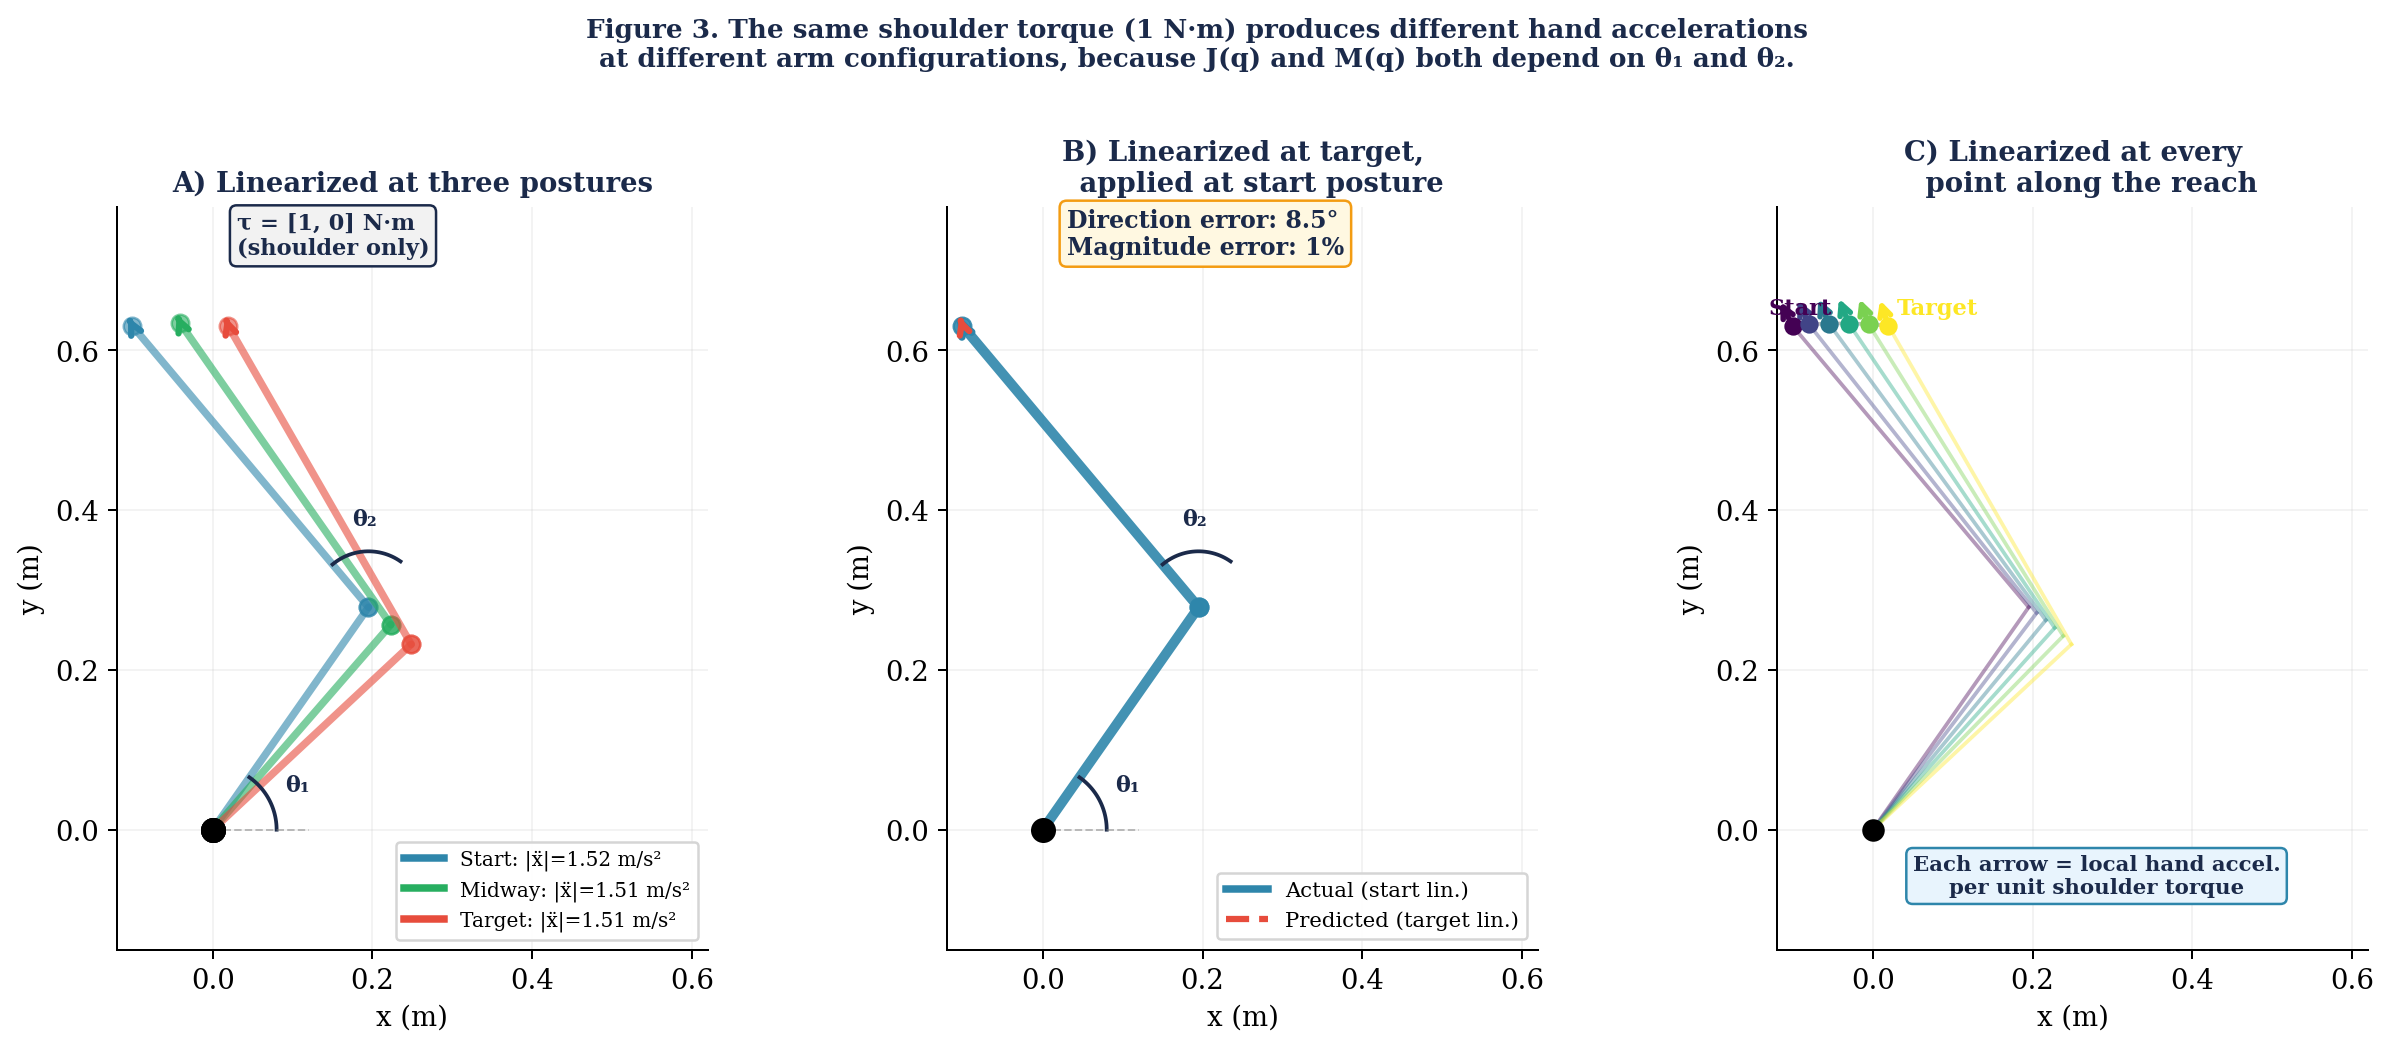 Figure 3. The same shoulder torque (1 N·m) produces different hand accelerations
at different arm configurations, because J(q) and M(q) both depend on θ₁ and θ₂.
A) Linearized at three postures
τ = [1, 0] N·m
(shoulder only)
θ₂
θ₁
0.6
0.4
0.2
0.0
y (m)
0.0 0.2 0.4 0.6
x (m)
Start: |ẍ|=1.52 m/s²
Midway: |ẍ|=1.51 m/s²
Target: |ẍ|=1.51 m/s²
B) Linearized at target,
applied at start posture
Direction error: 8.5°
Magnitude error: 1%
θ₂
θ₁
0.6
0.4
0.2
0.0
y (m)
0.0 0.2 0.4 0.6
x (m)
Actual (start lin.)
Predicted (target lin.)
C) Linearized at every
point along the reach
Start
Target
0.6
0.4
0.2
0.0
y (m)
0.0 0.2 0.4 0.6
x (m)
Each arrow = local hand accel.
per unit shoulder torque